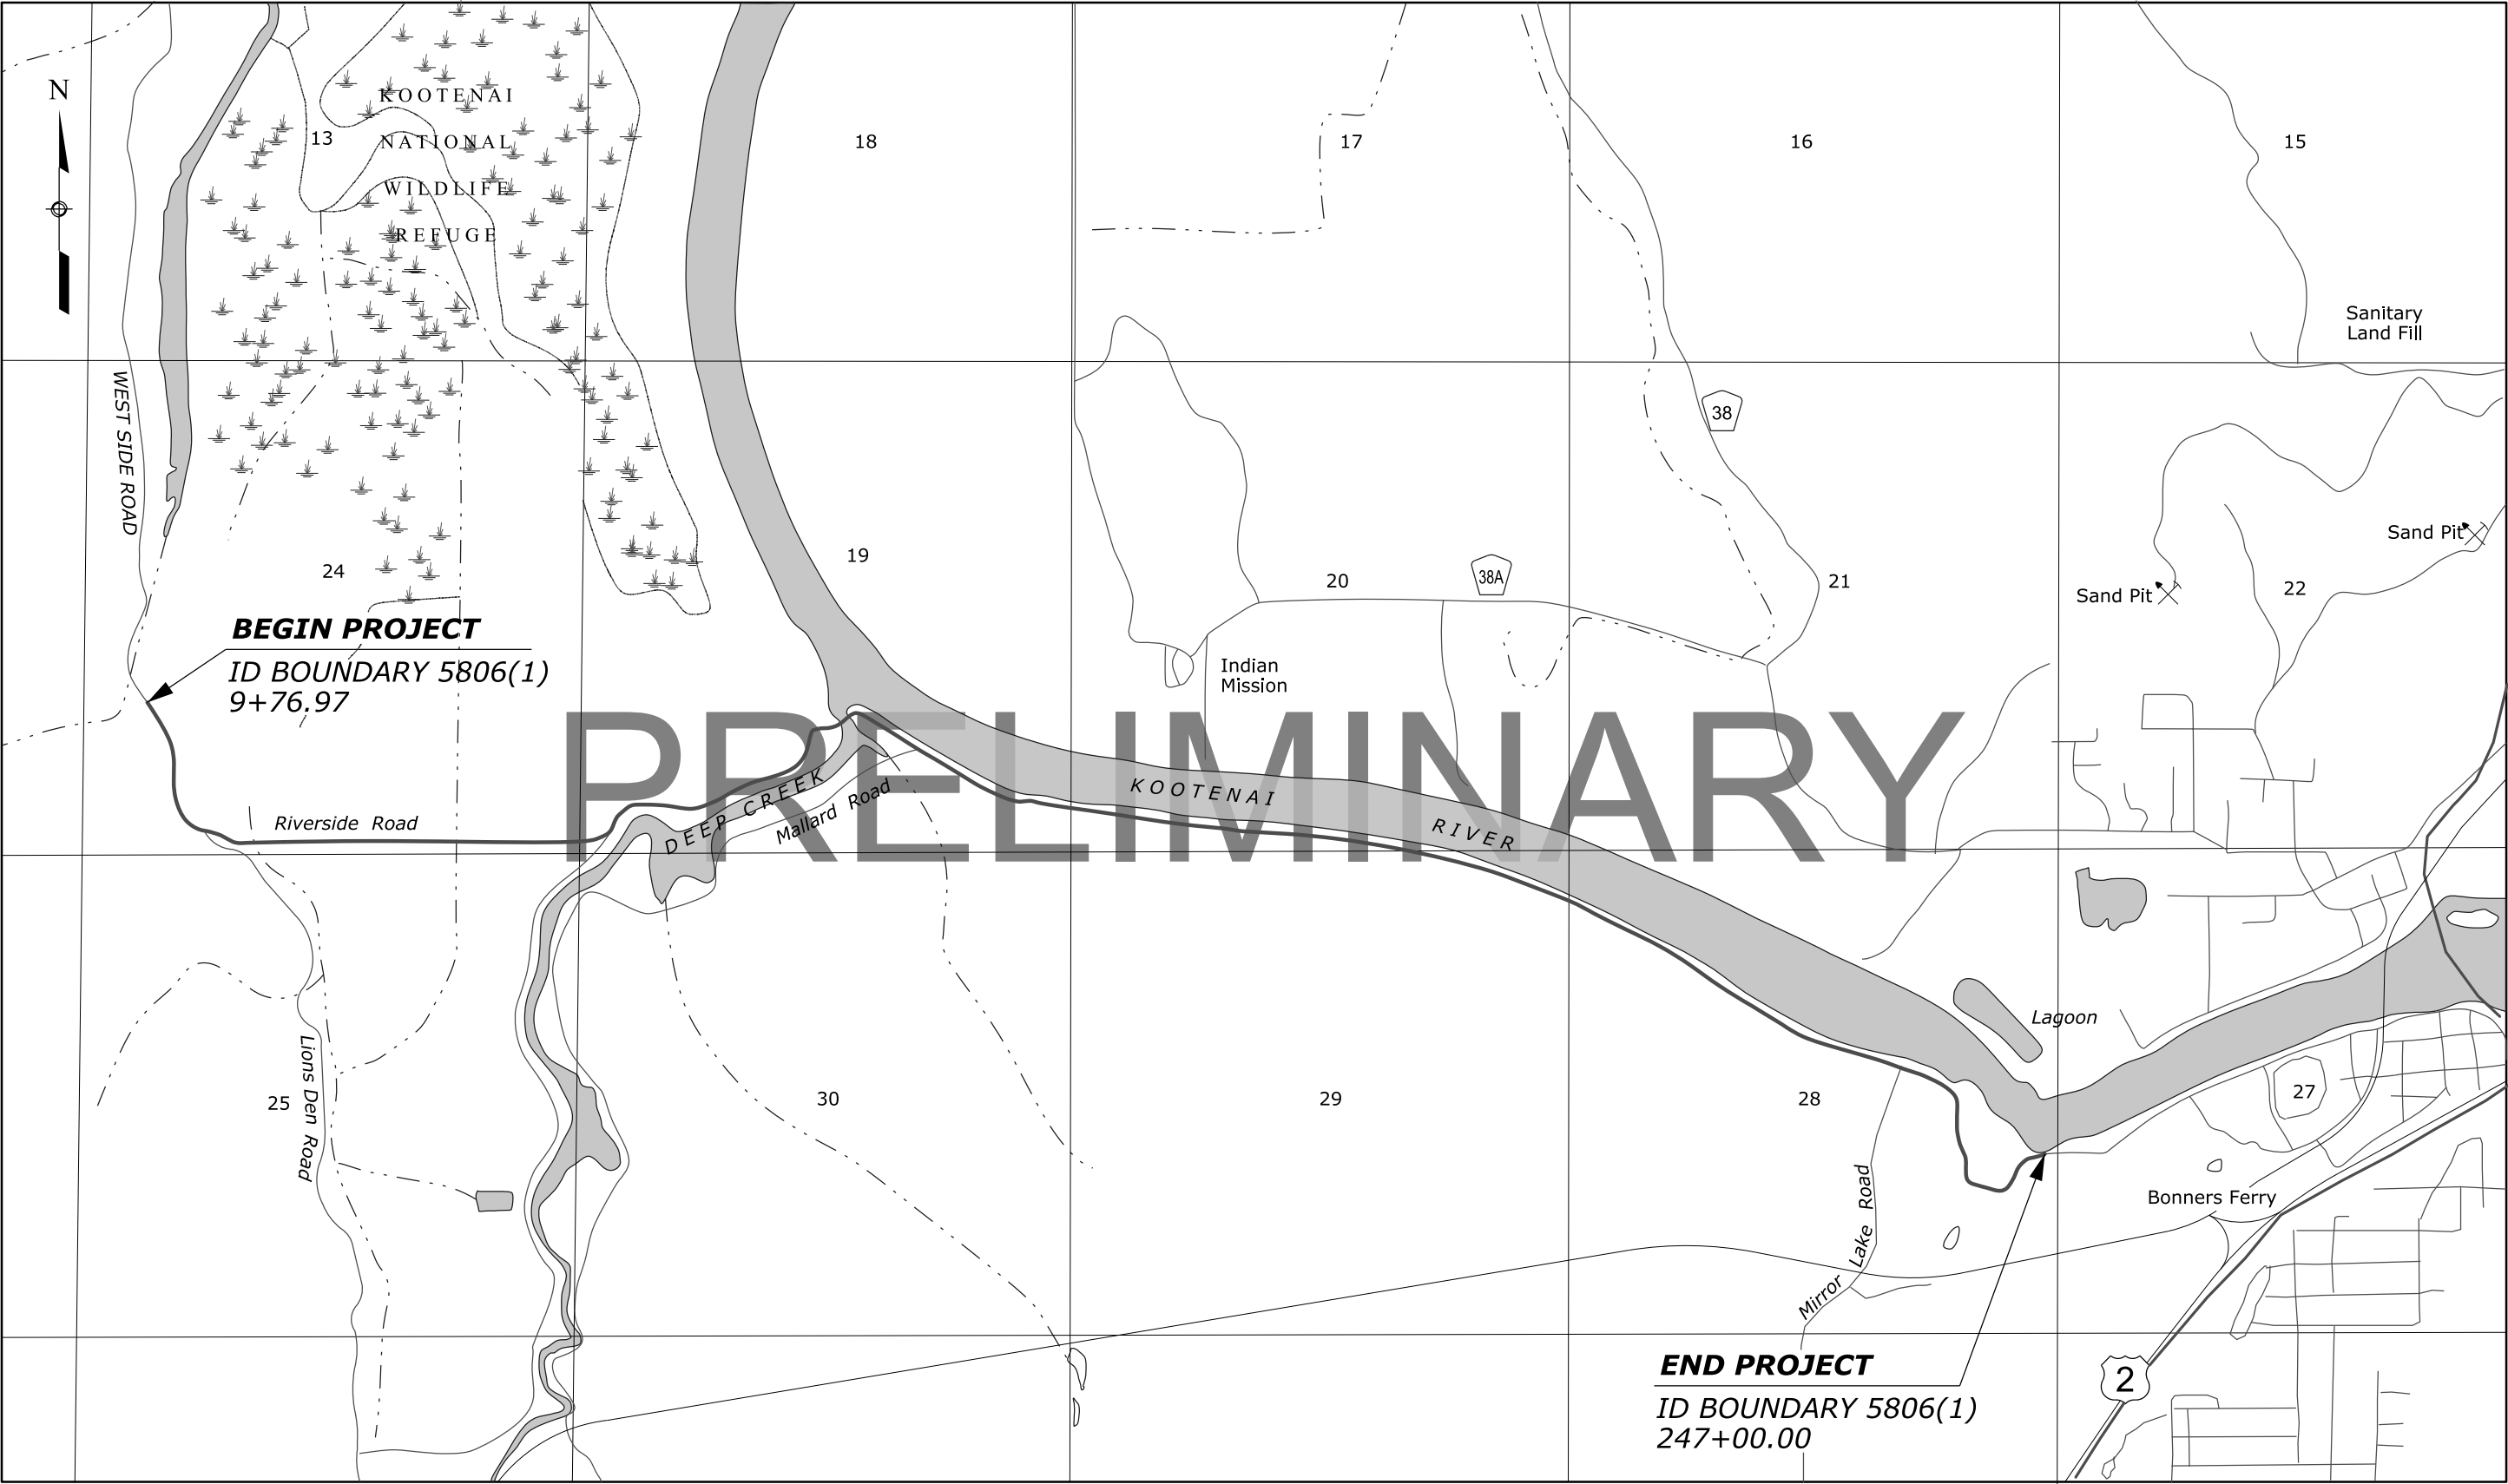 N
KOOTENAI
NATIONAL
WILDLIFE
REFUGE
13
18
17
16
15
Sanitary
Land Fill
WEST SIDE ROAD
38
24
19
20
38A
21
Sand Pit
Sand Pit
22
BEGIN PROJECT
ID BOUNDARY 5806(1)
9+76.97
Indian
Mission
PRELIMINARY
Riverside Road
DEEP CREEK
Mallard Road
KOOTENAI
RIVER
Lagoon
Lions Den Road
25
30
29
28
27
Mirror Lake Road
Bonners Ferry
END PROJECT
ID BOUNDARY 5806(1)
247+00.00
2